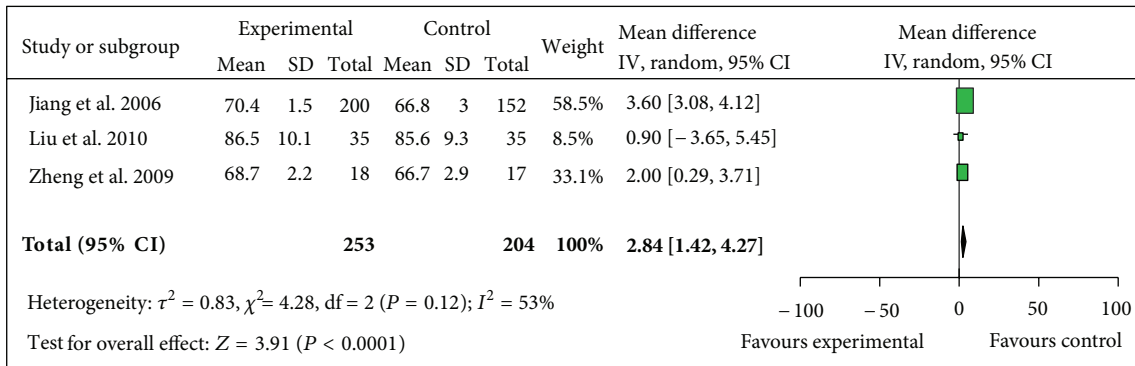 Study or subgroup Experimental Control Weight Mean difference Mean difference
Mean SD Total Mean SD Total IV, random, 95% CI IV, random, 95% CI
Jiang et al. 2006 70.4 1.5 200 66.8 3 152 58.5% 3.60 [3.08, 4.12]
Liu et al. 2010 86.5 10.1 35 85.6 9.3 35 8.5% 0.90 [−3.65, 5.45]
Zheng et al. 2009 68.7 2.2 18 66.7 2.9 17 33.1% 2.00 [0.29, 3.71]
Total (95% CI) 253 204 100% 2.84 [1.42, 4.27]
Heterogeneity: τ² = 0.83, χ²= 4.28, df = 2 (P = 0.12); I² = 53%
Test for overall effect: Z = 3.91 (P < 0.0001)
−100 −50 0 50 100
Favours experimental Favours control